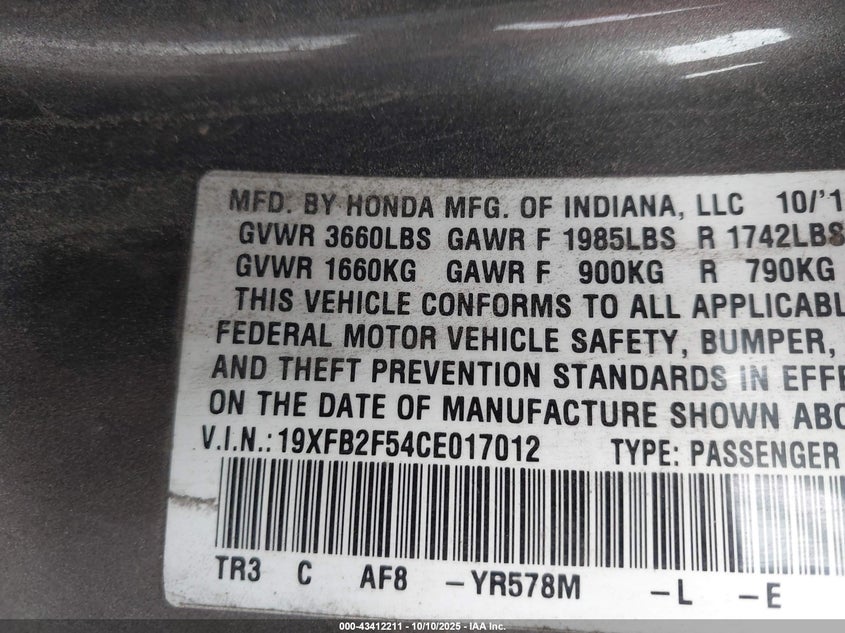 MFD. BY HONDA MFG. OF INDIANA, LLC 10/'1
GVWR 3660LBS GAWR F 1985LBS R 1742LBS
GVWR 1660KG GAWR F 900KG R 790KG
THIS VEHICLE CONFORMS TO ALL APPLICABL
FEDERAL MOTOR VEHICLE SAFETY, BUMPER,
AND THEFT PREVENTION STANDARDS IN EFFE
ON THE DATE OF MANUFACTURE SHOWN ABO
V.I.N.: 19XFB2F54CE017012 TYPE: PASSENGER
TR3 C AF8 -YR578M -L -E
000-43412211 - 10/10/2025 - IAA Inc.